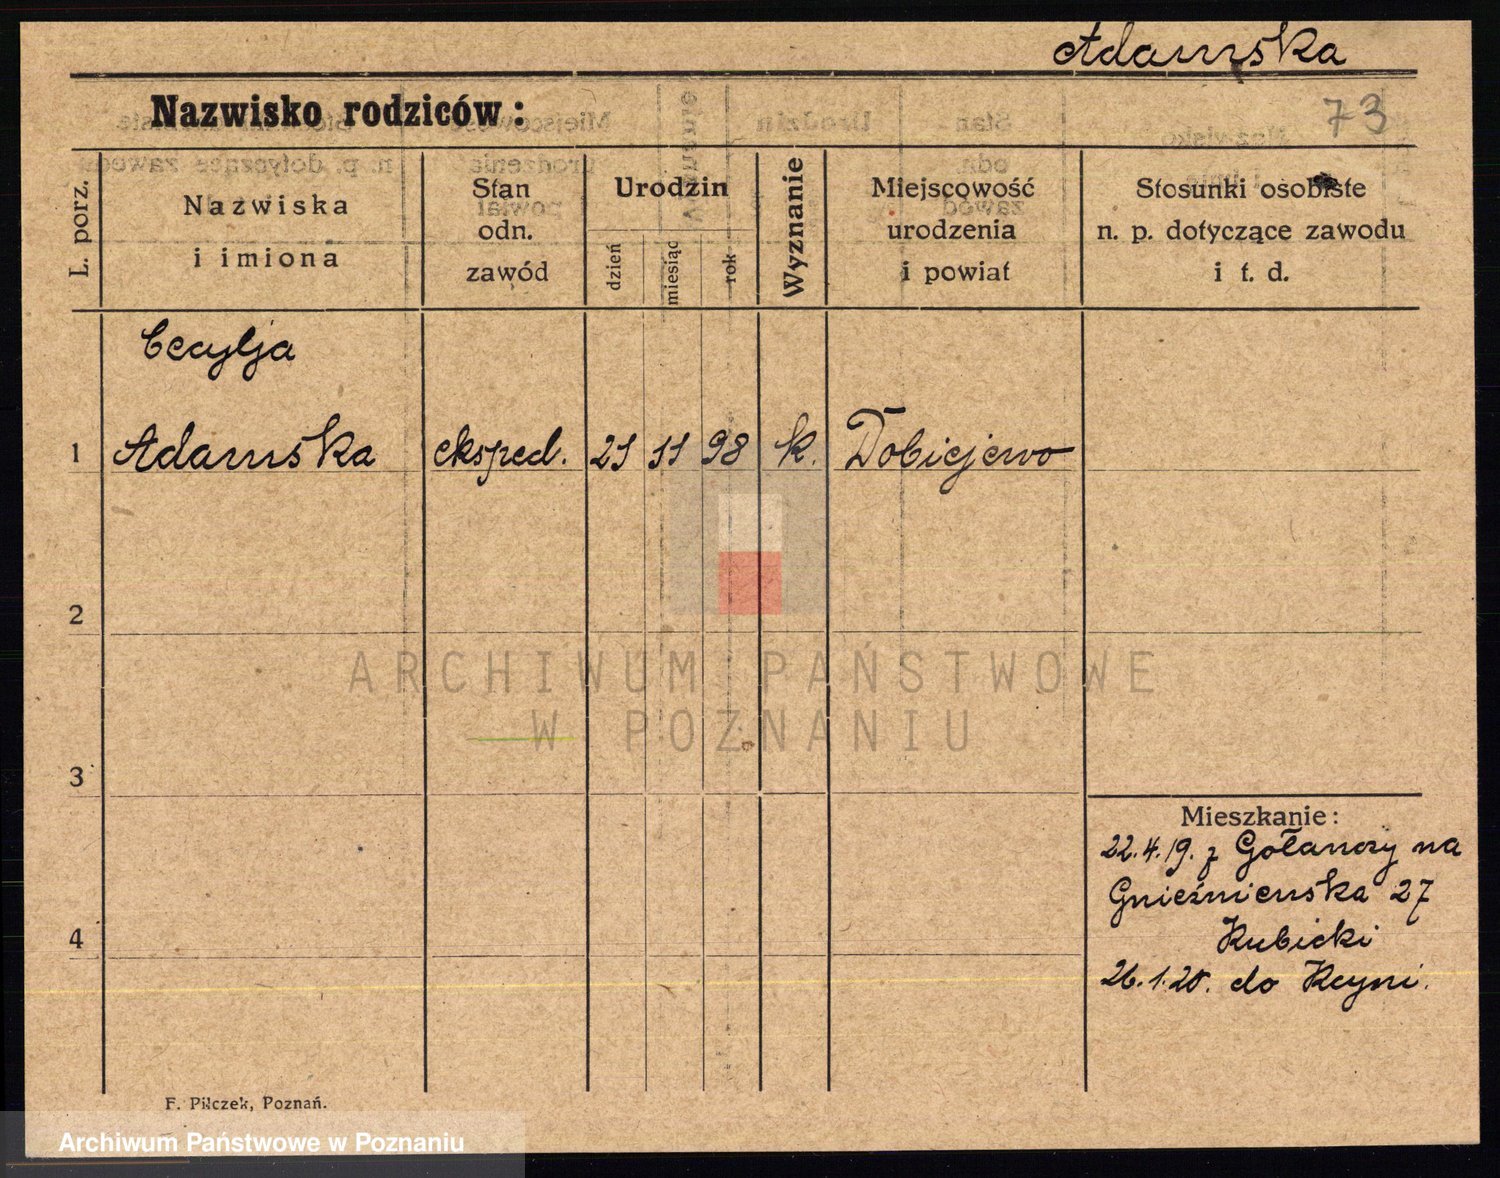 Adamska
Nazwisko rodziców:
73
L. porz.
Nazwiska
i imiona
Stan
odn.
zawód
Urodzin
dzień
miesiąc
rok
Wyznanie
Miejscowość
urodzenia
i powiat
Stosunki osobiste
n. p. dotyczące zawodu
i t. d.
Cecylja
1 Adamska eksped. 21 11 98 k. Dobiejewo
2
3
4
Mieszkanie:
22.4.19. z Gołańczy na
Gnieźnieńska 27
Kubicki
26.1.20. do Kcyni.
ARCHIWUM PAŃSTWOWE
W POZNANIU
F. Pilczek, Poznań.
Archiwum Państwowe w Poznaniu